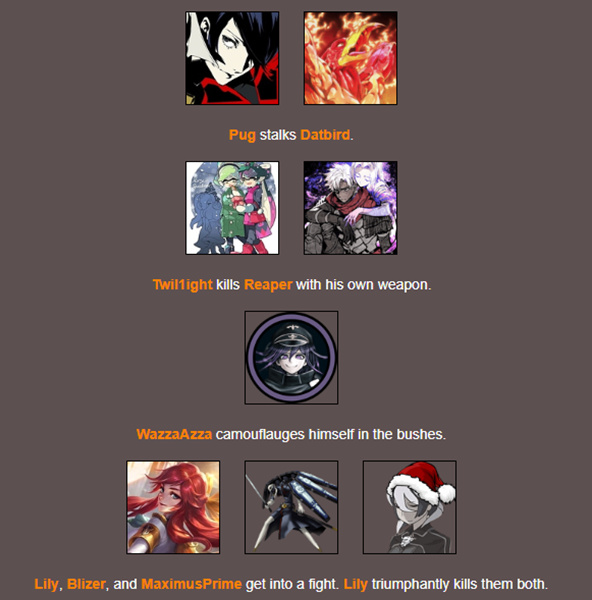 Pug stalks Datbird.
Twil1ight kills Reaper with his own weapon.
WazzaAzza camouflauges himself in the bushes.
Lily, Blizer, and MaximusPrime get into a fight. Lily triumphantly kills them both.